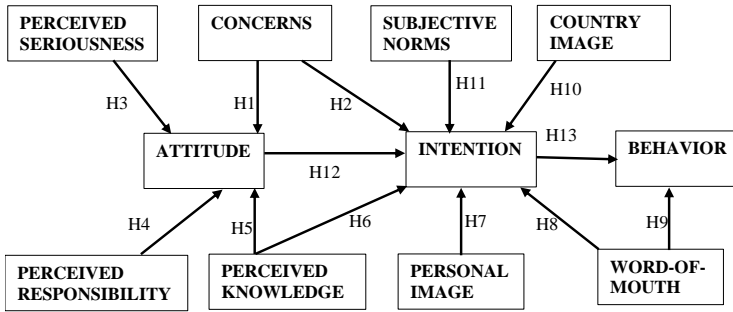 PERCEIVED
SERIOUSNESS
CONCERNS
SUBJECTIVE
NORMS
COUNTRY
IMAGE
H3
H1
H2
H11
H10
ATTITUDE
H12
INTENTION
H13
BEHAVIOR
H4
H5
H6
H7
H8
H9
PERCEIVED
RESPONSIBILITY
PERCEIVED
KNOWLEDGE
PERSONAL
IMAGE
WORD-OF-
MOUTH